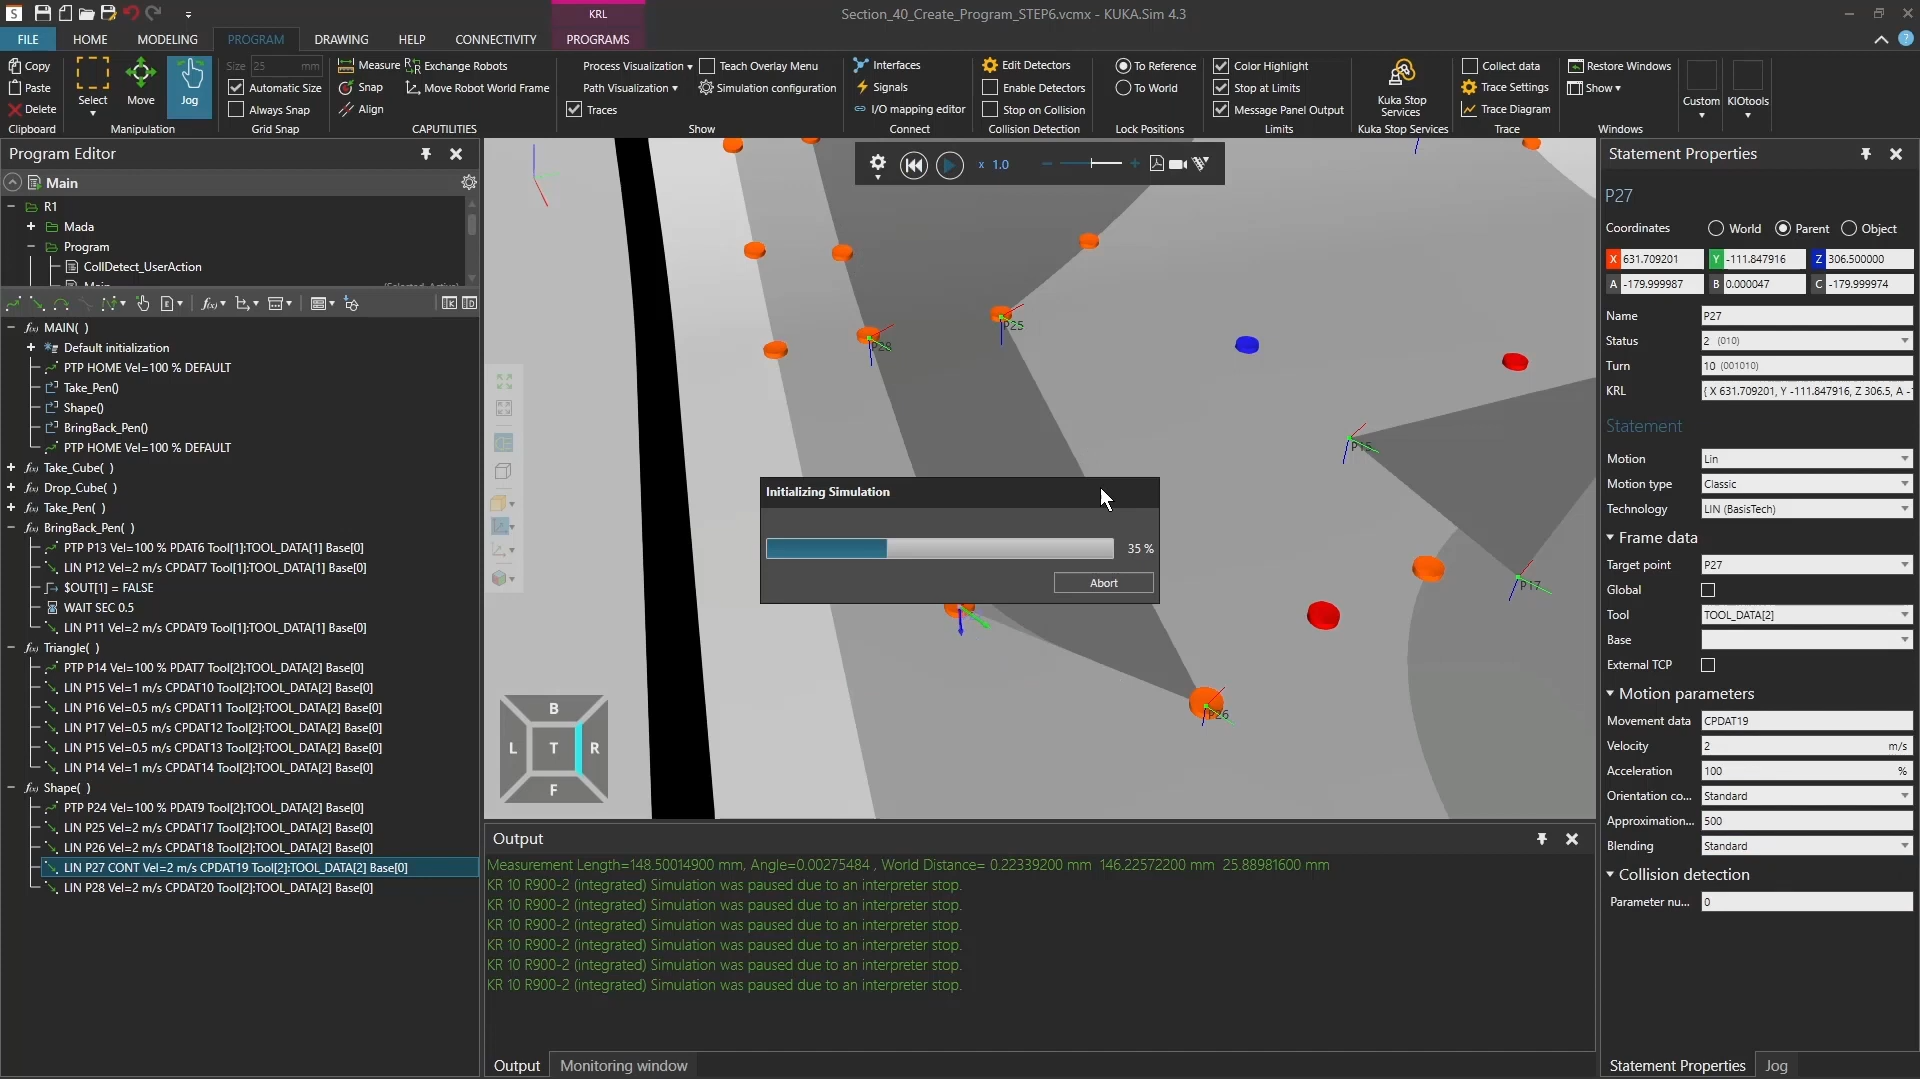 KRL
Section_40_Create_Program_STEP6.vcmx - KUKA.Sim 4.3
FILE HOME MODELING PROGRAM DRAWING HELP CONNECTIVITY PROGRAMS
Copy
Paste
Delete
Clipboard
Select
Move
Jog
Manipulation
Size 25 mm
Automatic Size
Always Snap
Grid Snap
Measure
Snap
Align
Exchange Robots
Move Robot World Frame
CAPUTILITIES
Process Visualization
Path Visualization
Traces
Teach Overlay Menu
Simulation configuration
Show
Interfaces
Signals
I/O mapping editor
Connect
Edit Detectors
Enable Detectors
Stop on Collision
Collision Detection
To Reference
To World
Lock Positions
Color Highlight
Stop at Limits
Message Panel Output
Limits
Kuka Stop
Services
Kuka Stop Services
Collect data
Trace Settings
Trace Diagram
Trace
Restore Windows
Show
Windows
Custom
KIOtools
Program Editor
Main
R1
Mada
Program
CollDetect_UserAction
MAIN( )
Default initialization
PTP HOME Vel=100 % DEFAULT
Take_Pen()
Shape()
BringBack_Pen()
PTP HOME Vel=100 % DEFAULT
Take_Cube( )
Drop_Cube( )
Take_Pen( )
BringBack_Pen( )
PTP P13 Vel=100 % PDAT6 Tool[1]:TOOL_DATA[1] Base[0]
LIN P12 Vel=2 m/s CPDAT7 Tool[1]:TOOL_DATA[1] Base[0]
$OUT[1] = FALSE
WAIT SEC 0.5
LIN P11 Vel=2 m/s CPDAT9 Tool[1]:TOOL_DATA[1] Base[0]
Triangle( )
PTP P14 Vel=100 % PDAT7 Tool[2]:TOOL_DATA[2] Base[0]
LIN P15 Vel=1 m/s CPDAT10 Tool[2]:TOOL_DATA[2] Base[0]
LIN P16 Vel=0.5 m/s CPDAT11 Tool[2]:TOOL_DATA[2] Base[0]
LIN P17 Vel=0.5 m/s CPDAT12 Tool[2]:TOOL_DATA[2] Base[0]
LIN P15 Vel=0.5 m/s CPDAT13 Tool[2]:TOOL_DATA[2] Base[0]
LIN P14 Vel=1 m/s CPDAT14 Tool[2]:TOOL_DATA[2] Base[0]
Shape( )
PTP P24 Vel=100 % PDAT9 Tool[2]:TOOL_DATA[2] Base[0]
LIN P25 Vel=2 m/s CPDAT17 Tool[2]:TOOL_DATA[2] Base[0]
LIN P26 Vel=2 m/s CPDAT18 Tool[2]:TOOL_DATA[2] Base[0]
LIN P27 CONT Vel=2 m/s CPDAT19 Tool[2]:TOOL_DATA[2] Base[0]
LIN P28 Vel=2 m/s CPDAT20 Tool[2]:TOOL_DATA[2] Base[0]
x 1.0
P25
P28
P15
P17
P26
Initializing Simulation
35 %
Abort
B
L T R
F
Output
Measurement Length=148.50014900 mm, Angle=0.00275484 , World Distance= 0.22339200 mm 146.22572200 mm 25.88981600 mm
KR 10 R900-2 (integrated) Simulation was paused due to an interpreter stop.
KR 10 R900-2 (integrated) Simulation was paused due to an interpreter stop.
KR 10 R900-2 (integrated) Simulation was paused due to an interpreter stop.
KR 10 R900-2 (integrated) Simulation was paused due to an interpreter stop.
KR 10 R900-2 (integrated) Simulation was paused due to an interpreter stop.
KR 10 R900-2 (integrated) Simulation was paused due to an interpreter stop.
Output Monitoring window
Statement Properties
P27
Coordinates World Parent Object
X 631.709201 Y -111.847916 Z 306.500000
A -179.999987 B 0.000047 C -179.999974
Name P27
Status 2 (010)
Turn 10 (001010)
KRL { X 631.709201, Y -111.847916, Z 306.5, A -
Statement
Motion Lin
Motion type Classic
Technology LIN (BasisTech)
Frame data
Target point P27
Global
Tool TOOL_DATA[2]
Base
External TCP
Motion parameters
Movement data CPDAT19
Velocity 2 m/s
Acceleration 100 %
Orientation co... Standard
Approximation... 500
Blending Standard
Collision detection
Parameter nu... 0
Statement Properties Jog